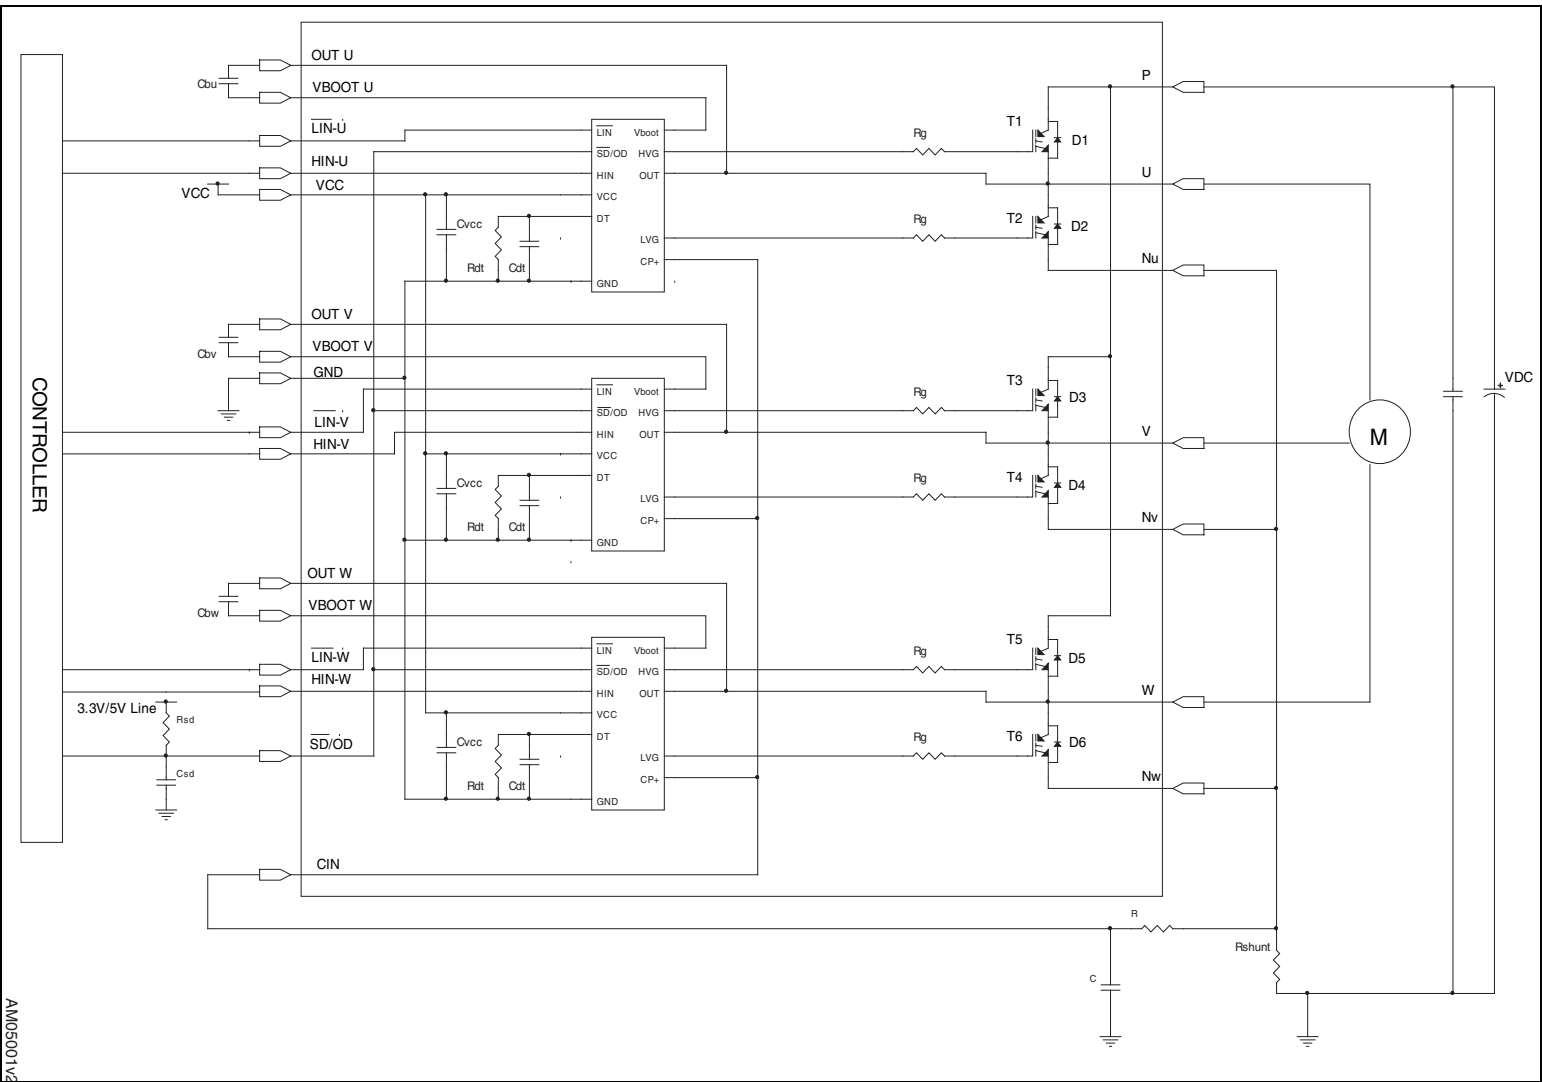 OUT U
Cbu
VBOOT U
LIN-U
HIN-U
VCC
VCC
LIN
SD/OD
HIN
VCC
DT
GND
Vboot
HVG
OUT
LVG
CP+
Cvcc
Rdt
Cdt
Rg
Rg
T1
D1
T2
D2
P
U
Nu
OUT V
Cbv
VBOOT V
GND
LIN-V
HIN-V
LIN
SD/OD
HIN
VCC
DT
GND
Vboot
HVG
OUT
LVG
CP+
Cvcc
Rdt
Cdt
Rg
Rg
T3
D3
T4
D4
V
Nv
M
VDC
+
CONTROLLER
OUT W
Cbw
VBOOT W
LIN-W
HIN-W
3.3V/5V Line
Rsd
SD/OD
Csd
LIN
SD/OD
HIN
VCC
DT
GND
Vboot
HVG
OUT
LVG
CP+
Cvcc
Rdt
Cdt
Rg
Rg
T5
D5
T6
D6
W
Nw
CIN
R
Rshunt
C
AM05001v2